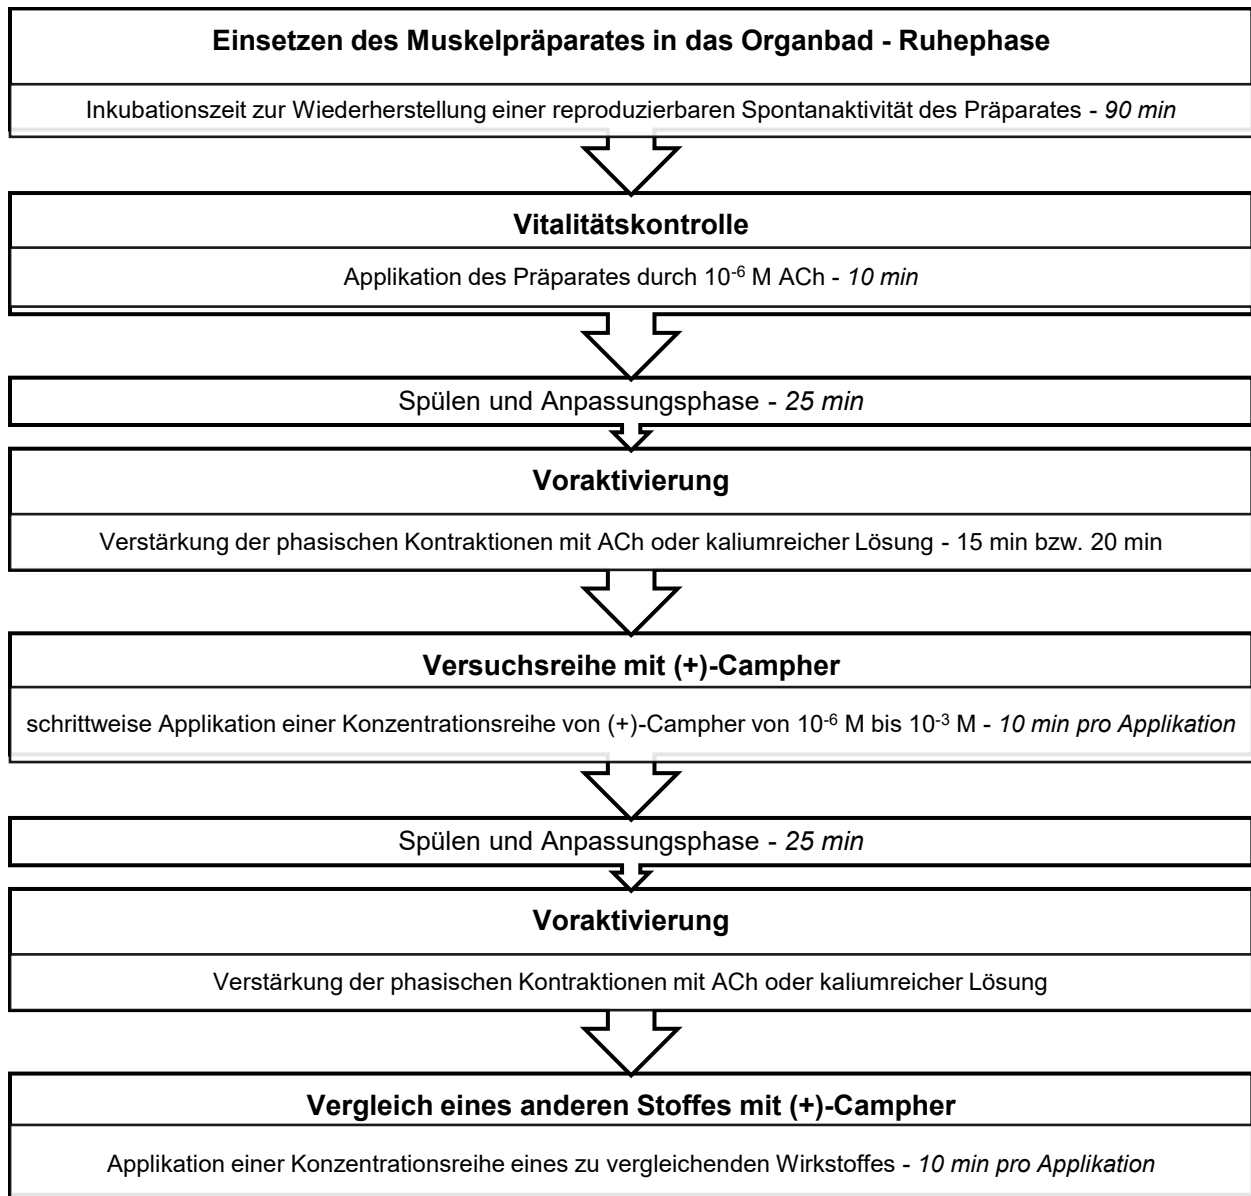 Einsetzen des Muskelpräparates in das Organbad - Ruhephase
Inkubationszeit zur Wiederherstellung einer reproduzierbaren Spontanaktivität des Präparates - 90 min
Vitalitätskontrolle
Applikation des Präparates durch 10⁻⁶ M ACh - 10 min
Spülen und Anpassungsphase - 25 min
Voraktivierung
Verstärkung der phasischen Kontraktionen mit ACh oder kaliumreicher Lösung - 15 min bzw. 20 min
Versuchsreihe mit (+)-Campher
schrittweise Applikation einer Konzentrationsreihe von (+)-Campher von 10⁻⁶ M bis 10⁻³ M - 10 min pro Applikation
Spülen und Anpassungsphase - 25 min
Voraktivierung
Verstärkung der phasischen Kontraktionen mit ACh oder kaliumreicher Lösung
Vergleich eines anderen Stoffes mit (+)-Campher
Applikation einer Konzentrationsreihe eines zu vergleichenden Wirkstoffes - 10 min pro Applikation